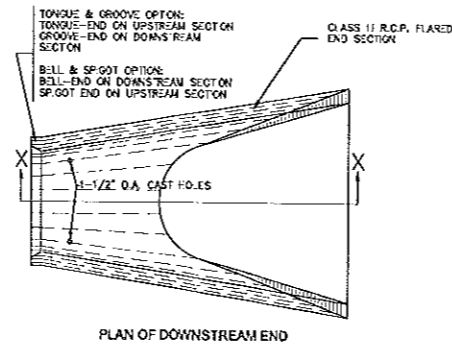 TONGUE & GROOVE OPTION:
TONGUE-END ON UPSTREAM SECTION
GROOVE-END ON DOWNSTREAM
SECTION
BELL & SPIGOT OPTION:
BELL-END ON DOWNSTREAM SECTION
SPIGOT END ON UPSTREAM SECTION
CLASS II R.C.P. FLARED
END SECTION
X
X
1-1/2" DIA. CAST HOLES
PLAN OF DOWNSTREAM END